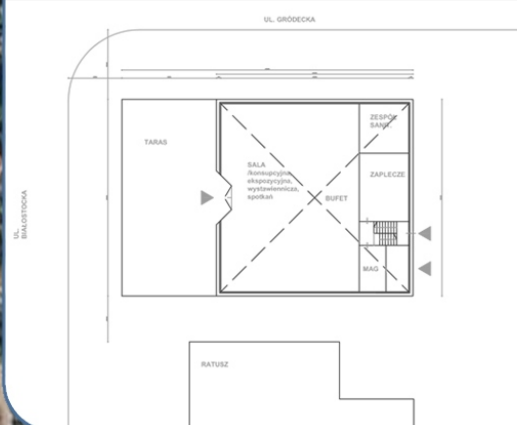 UL. GRÓDECKA
ZESPÓŁ
SANIT.
TARAS
SALA
/konsupcyjna,
ekspozycyjna,
wystawiennicza,
spotkań
ZAPLECZE
BUFET
UL.
BIAŁOSTOCKA
MAG
RATUSZ